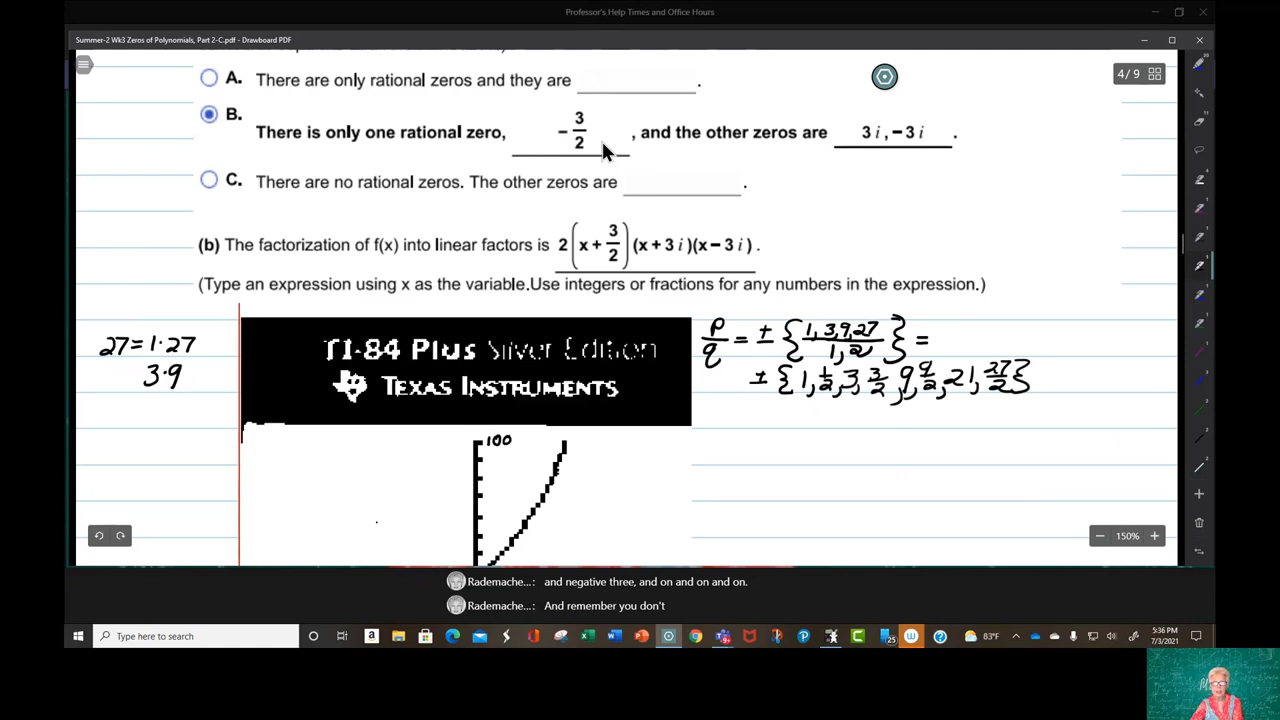 Professor's Help Times and Office Hours
Summer-2 Wk3 Zeros of Polynomials, Part 2-C.pdf - Drawboard PDF
4/9
A. There are only rational zeros and they are .
B. There is only one rational zero, -3/2, and the other zeros are 3i, -3i.
C. There are no rational zeros. The other zeros are .
(b) The factorization of f(x) into linear factors is 2(x + 3/2)(x + 3i)(x - 3i).
(Type an expression using x as the variable.Use integers or fractions for any numbers in the expression.)
27 = 1·27
3·9
TI-84 Plus Silver Edition
TEXAS INSTRUMENTS
p/q = ± {1,3,9,27/1,2} =
± {1, 1/2, 3, 3/2, 9, 9/2, 21, 27/2}
100
150%
Rademache...: and negative three, and on and on and on.
Rademache...: And remember you don't
Type here to search
83°F
5:36 PM
7/3/2021
25